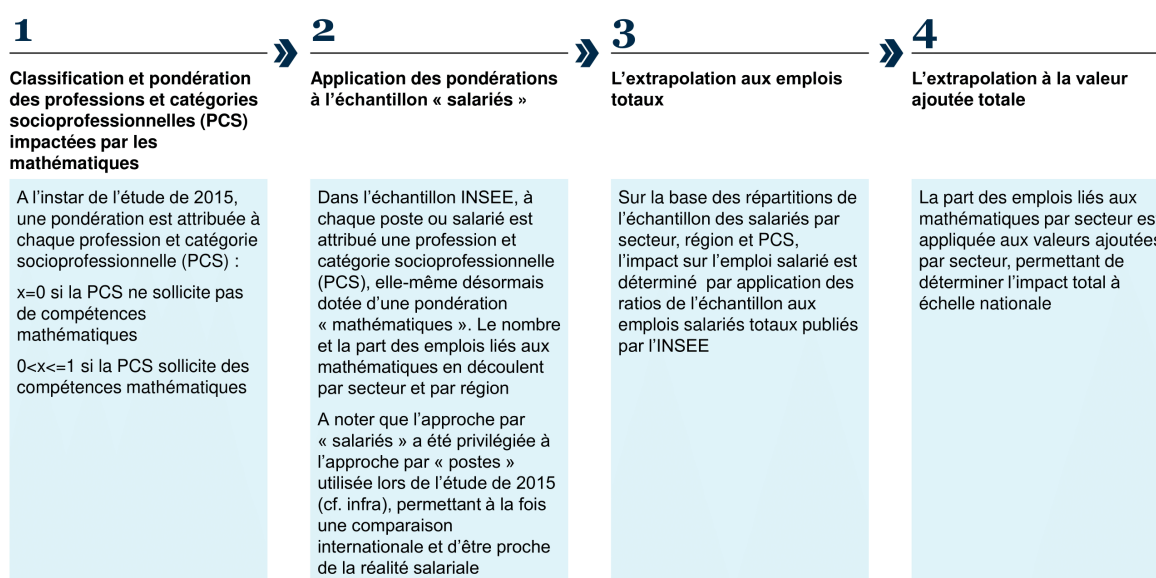 1
Classification et pondération
des professions et catégories
socioprofessionnelles (PCS)
impactées par les
mathématiques
A l'instar de l'étude de 2015,
une pondération est attribuée à
chaque profession et catégorie
socioprofessionnelle (PCS) :
x=0 si la PCS ne sollicite pas
de compétences
mathématiques
0<x<=1 si la PCS sollicite des
compétences mathématiques
2
Application des pondérations
à l'échantillon « salariés »
Dans l'échantillon INSEE, à
chaque poste ou salarié est
attribué une profession et
catégorie socioprofessionnelle
(PCS), elle-même désormais
dotée d'une pondération
« mathématiques ». Le nombre
et la part des emplois liés aux
mathématiques en découlent
par secteur et par région
A noter que l'approche par
« salariés » a été privilégiée à
l'approche par « postes »
utilisée lors de l'étude de 2015
(cf. infra), permettant à la fois
une comparaison
internationale et d'être proche
de la réalité salariale
3
L'extrapolation aux emplois
totaux
Sur la base des répartitions de
l'échantillon des salariés par
secteur, région et PCS,
l'impact sur l'emploi salarié est
déterminé par application des
ratios de l'échantillon aux
emplois salariés totaux publiés
par l'INSEE
4
L'extrapolation à la valeur
ajoutée totale
La part des emplois liés aux
mathématiques par secteur es
appliquée aux valeurs ajoutées
par secteur, permettant de
déterminer l'impact total à
échelle nationale